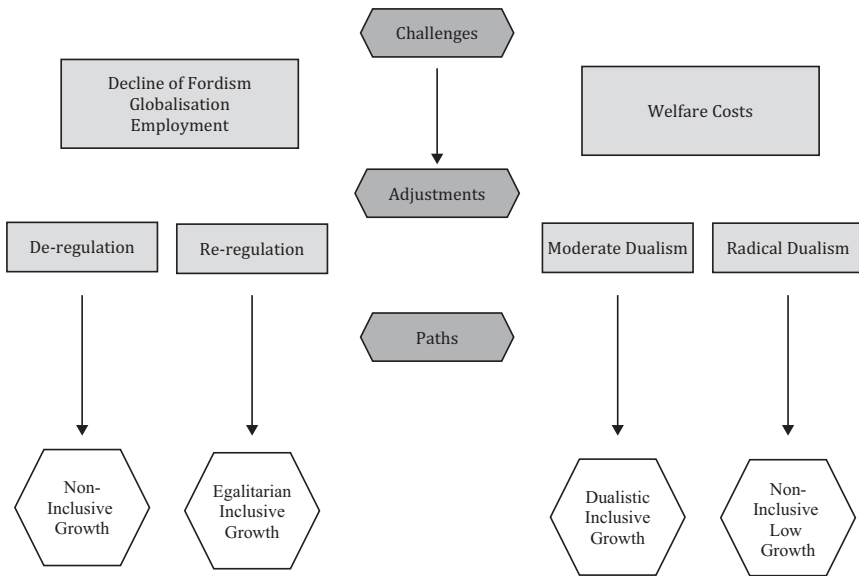 Challenges
Decline of Fordism
Globalisation
Employment
Welfare Costs
Adjustments
De-regulation
Re-regulation
Moderate Dualism
Radical Dualism
Paths
Non-
Inclusive
Growth
Egalitarian
Inclusive
Growth
Dualistic
Inclusive
Growth
Non-
Inclusive
Low
Growth